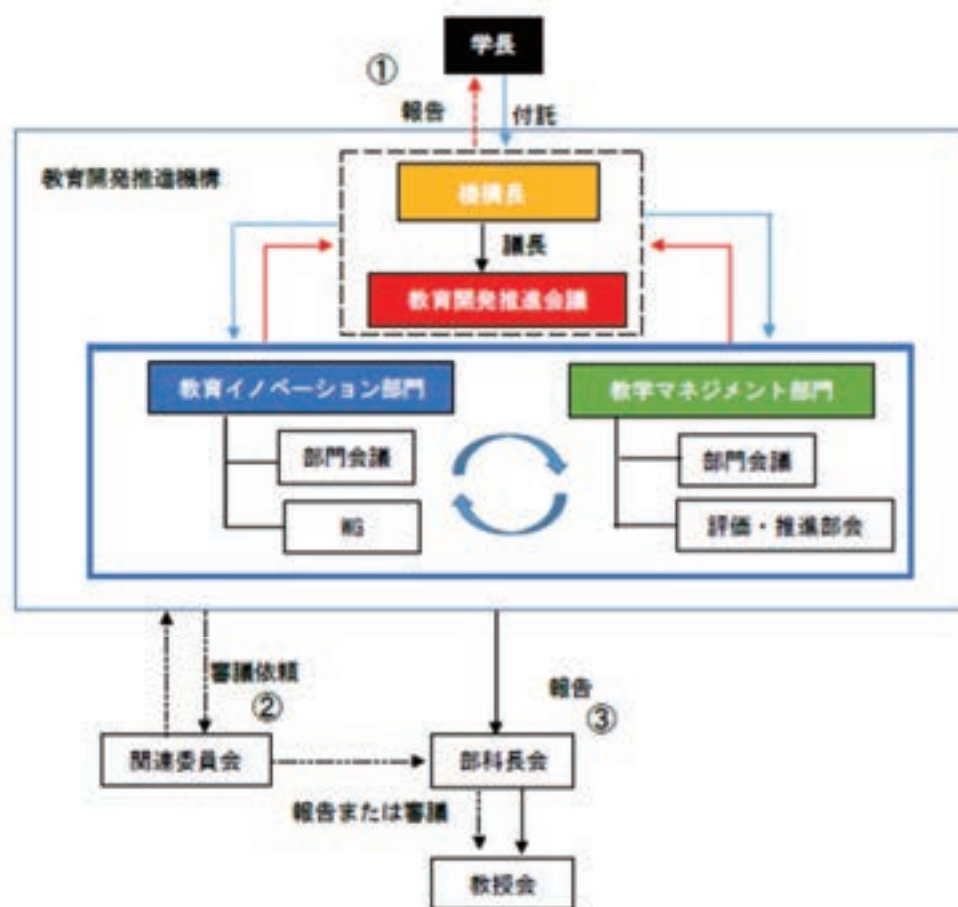 学長
①
報告
付託
教育開発推進機構
機構長
議長
教育開発推進会議
教育イノベーション部門
教学マネジメント部門
部門会議
部門会議
WG
評価・推進部会
審議依頼
②
報告
③
関連委員会
部科長会
報告または審議
教授会